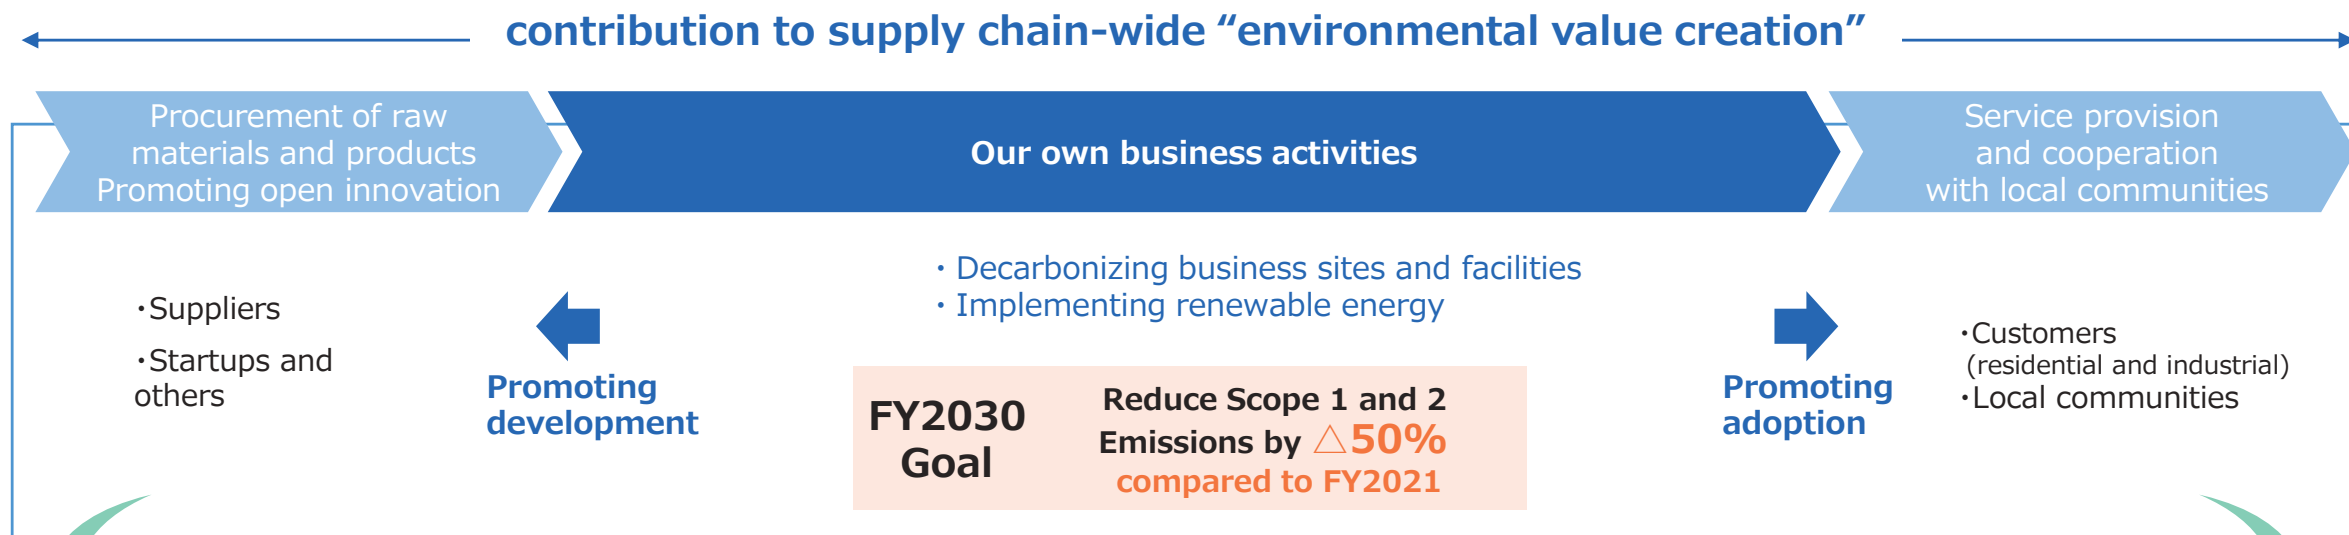 contribution to supply chain-wide “environmental value creation”
Procurement of raw
materials and products
Promoting open innovation
Our own business activities
Service provision
and cooperation
with local communities
・Decarbonizing business sites and facilities
・Implementing renewable energy
・Suppliers
・Startups and
others
Promoting
development
FY2030
Goal
Reduce Scope 1 and 2
Emissions by △50%
compared to FY2021
Promoting
adoption
・Customers
(residential and industrial)
・Local communities